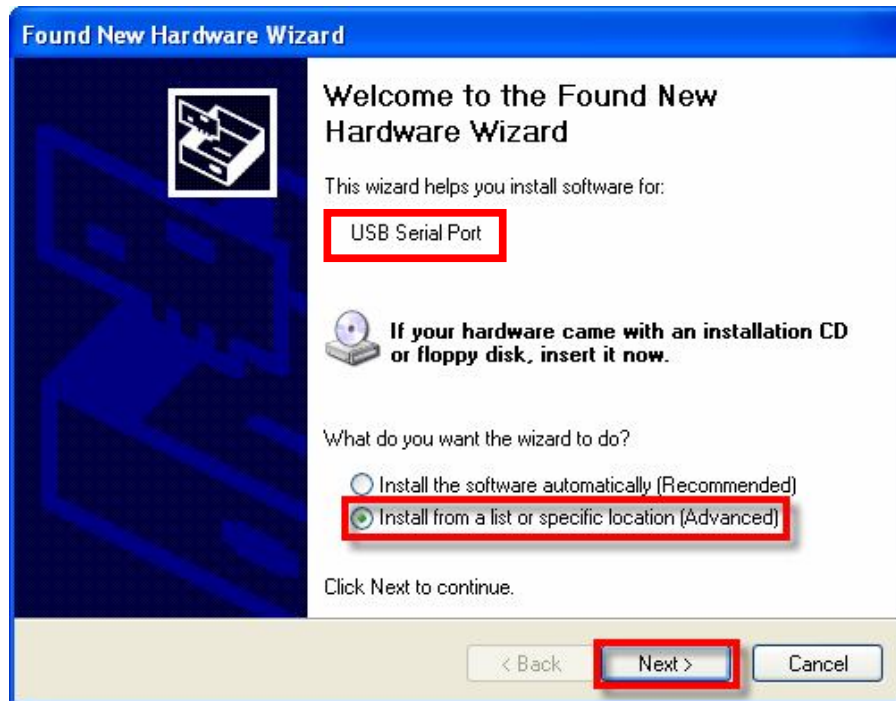 Found New Hardware Wizard
Welcome to the Found New
Hardware Wizard
This wizard helps you install software for:
USB Serial Port
If your hardware came with an installation CD
or floppy disk, insert it now.
What do you want the wizard to do?
Install the software automatically (Recommended)
Install from a list or specific location (Advanced)
Click Next to continue.
< Back Next > Cancel